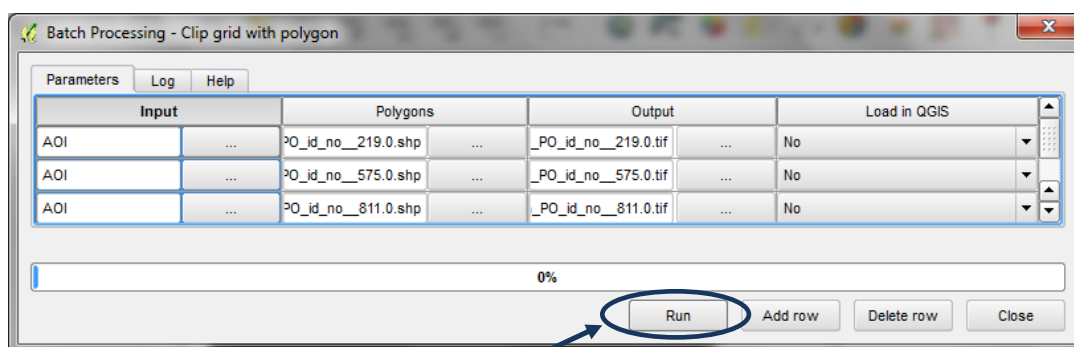 Batch Processing - Clip grid with polygon
x
Parameters Log Help
Input Polygons Output Load in QGIS
AOI ... PO_id_no__219.0.shp ... _PO_id_no__219.0.tif ... No
AOI ... PO_id_no__575.0.shp ... _PO_id_no__575.0.tif ... No
AOI ... PO_id_no__811.0.shp ... _PO_id_no__811.0.tif ... No
0%
Run Add row Delete row Close